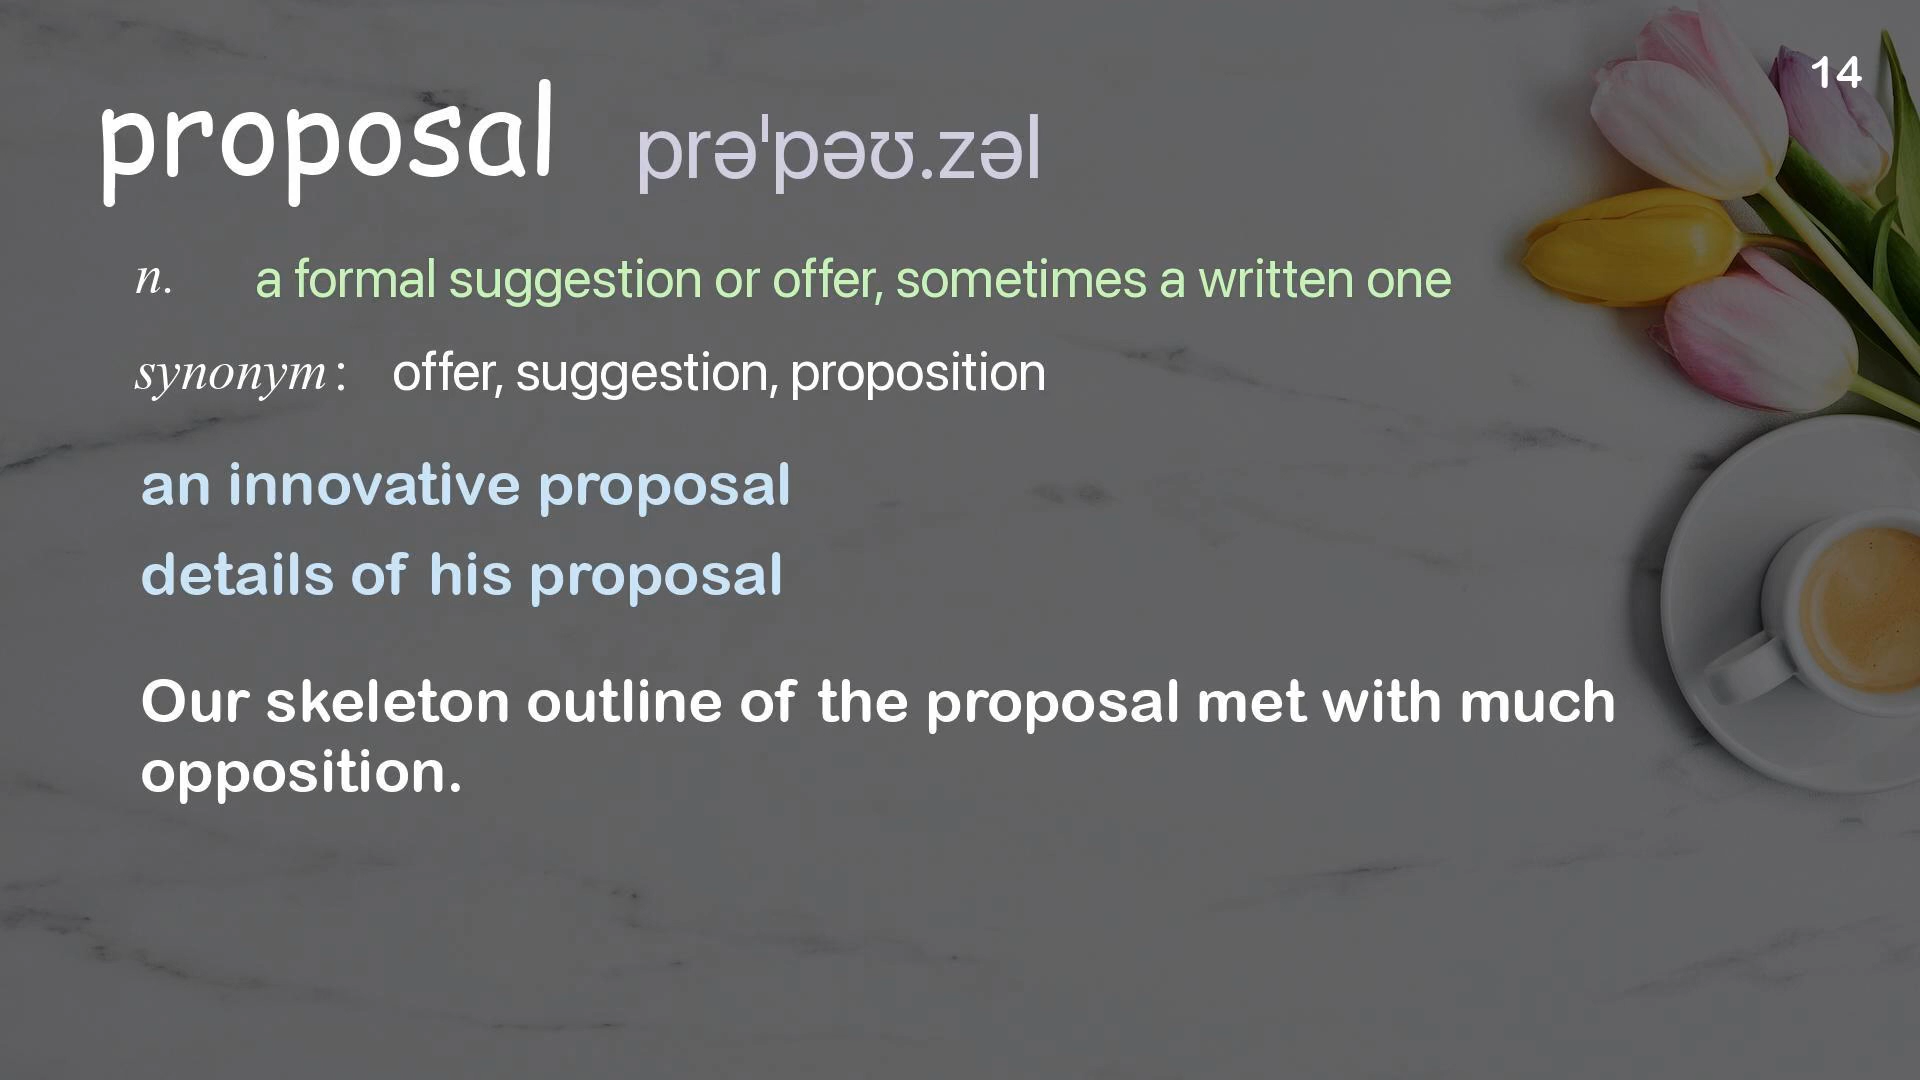 14
proposal prəˈpəʊ.zəl
n. a formal suggestion or offer, sometimes a written one
synonym : offer, suggestion, proposition
an innovative proposal
details of his proposal
Our skeleton outline of the proposal met with much
opposition.